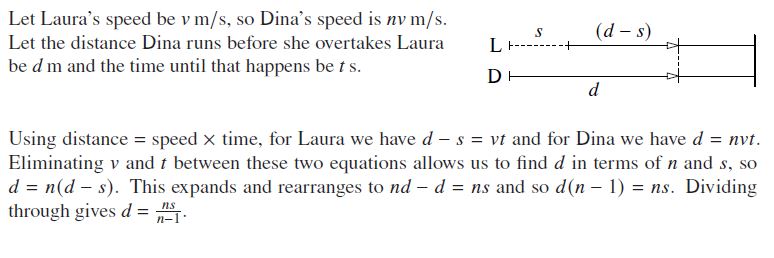 Let Laura's speed be v m/s, so Dina's speed is nv m/s.
Let the distance Dina runs before she overtakes Laura
be d m and the time until that happens be t s.
s (d – s)
L
D
d
Using distance = speed × time, for Laura we have d – s = vt and for Dina we have d = nvt.
Eliminating v and t between these two equations allows us to find d in terms of n and s, so
d = n(d – s). This expands and rearranges to nd – d = ns and so d(n – 1) = ns. Dividing
through gives d = ns/n–1.